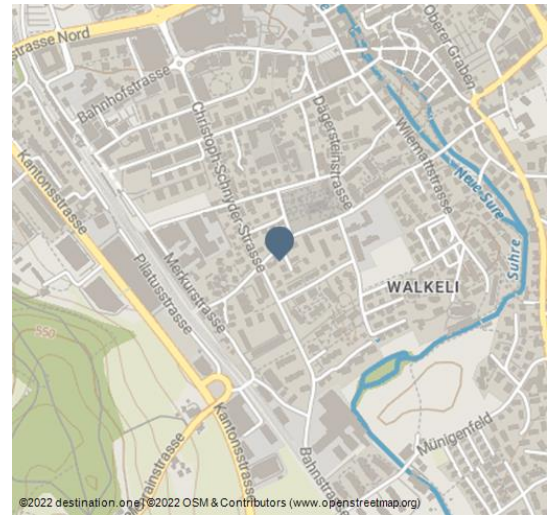 strasse Nord
Bahnhofstrasse
Oberer Graben
Christoph-Schnyder-Strasse
Dägersteinstrasse
Wilemattstrasse
Kantonsstrasse
Neue Sure
Suhre
Pilatusstrasse
Merkurstrasse
WALKELI
550
Kantonsstrasse
Bahnstrasse
Münigenfeld
©2022 destination.one | ©2022 OSM & Contributors (www.openstreetmap.org)